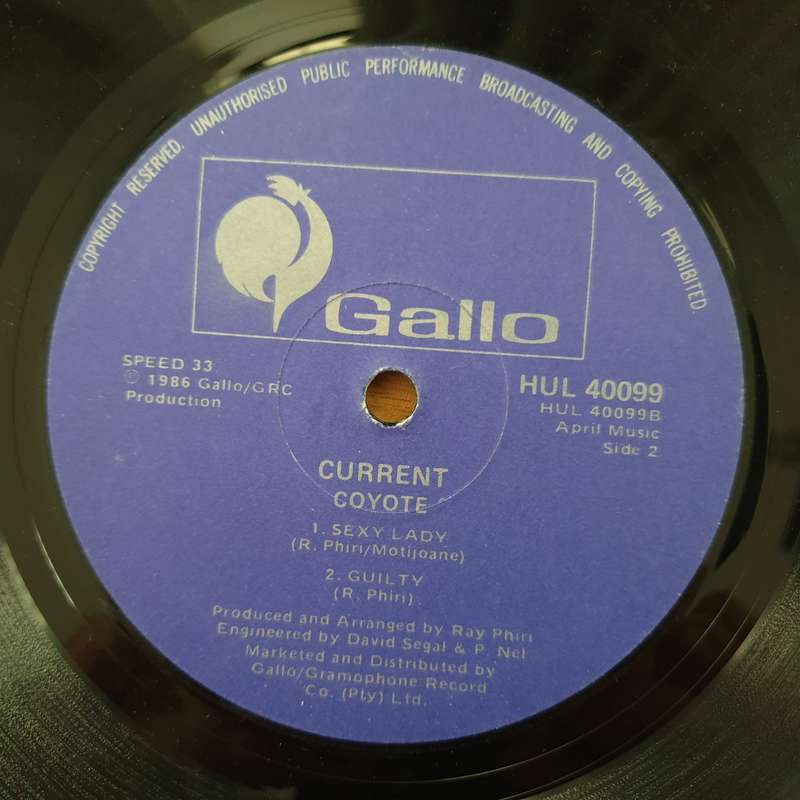 COPYRIGHT RESERVED. UNAUTHORISED PUBLIC PERFORMANCE BROADCASTING AND COPYING PROHIBITED.
Gallo
SPEED 33
© 1986 Gallo/GRC
Production
HUL 40099
HUL 40099B
April Music
Side 2
CURRENT
COYOTE
1. SEXY LADY
(R. Phiri/Motijoane)
2. GUILTY
(R. Phiri)
Produced and Arranged by Ray Phiri
Engineered by David Segal & P. Nel
Marketed and Distributed by
Gallo/Gramophone Record
Co. (Pty) Ltd.